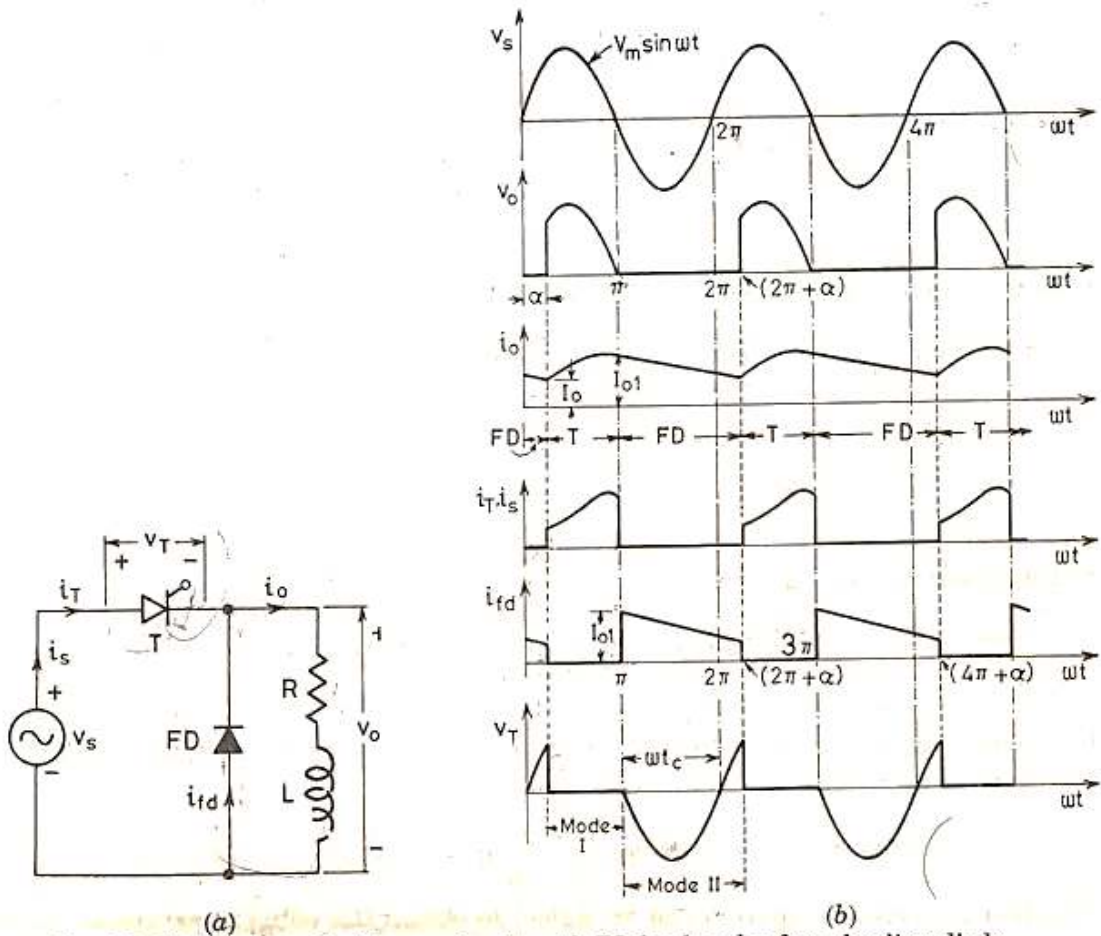 v_s
V_m sin ωt
2π
4π
ωt
v_o
α
π
2π
(2π+α)
ωt
i_o
I_o
I_o1
ωt
FD T FD T FD T
i_T, i_s
ωt
i_fd
I_o1
3π
π
2π
(2π+α)
(4π+α)
ωt
v_T
ωt_c
ωt
Mode
I
Mode II
(b)
v_T
+ -
i_T
i_o
T
i_s
+
+
R
v_s
FD
v_o
-
i_fd
L
-
(a)